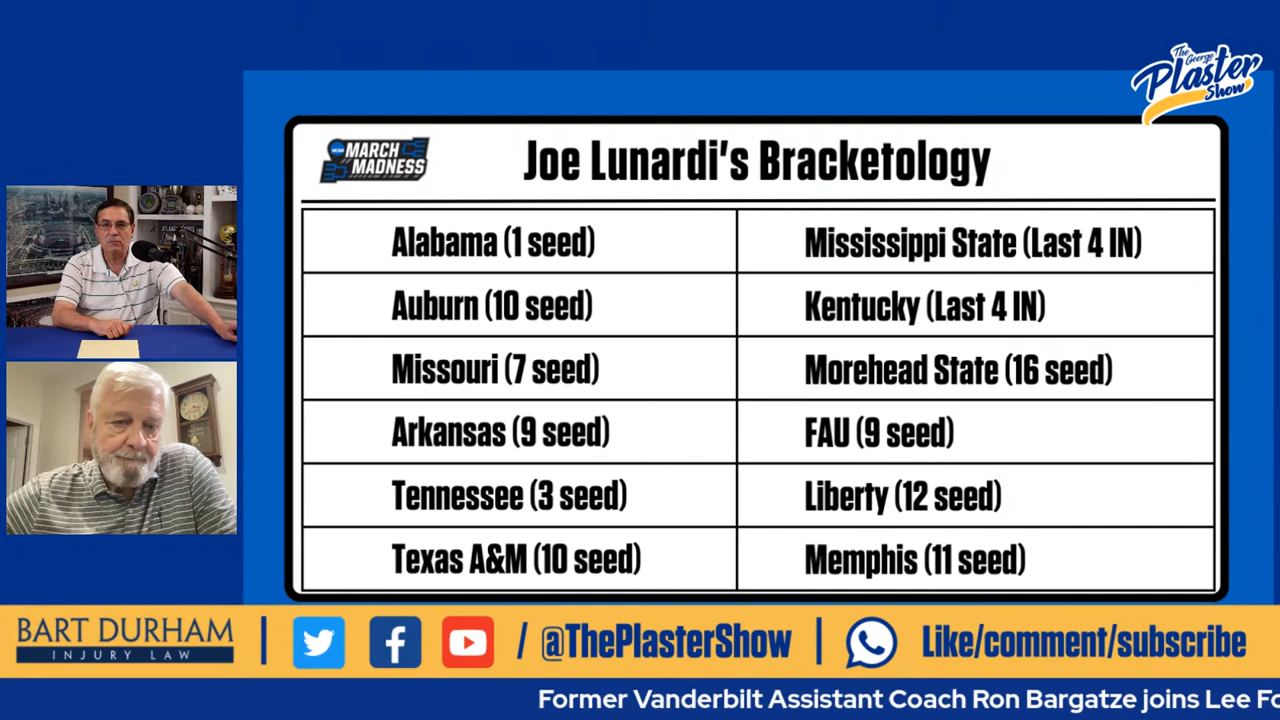 The George
Plaster
Show
MARCH
MADNESS
Joe Lunardi's Bracketology
Alabama (1 seed)
Mississippi State (Last 4 IN)
Auburn (10 seed)
Kentucky (Last 4 IN)
Missouri (7 seed)
Morehead State (16 seed)
Arkansas (9 seed)
FAU (9 seed)
Tennessee (3 seed)
Liberty (12 seed)
Texas A&M (10 seed)
Memphis (11 seed)
BART DURHAM
INJURY LAW
/ @ThePlasterShow
Like/comment/subscribe
Former Vanderbilt Assistant Coach Ron Bargatze joins Lee Fo